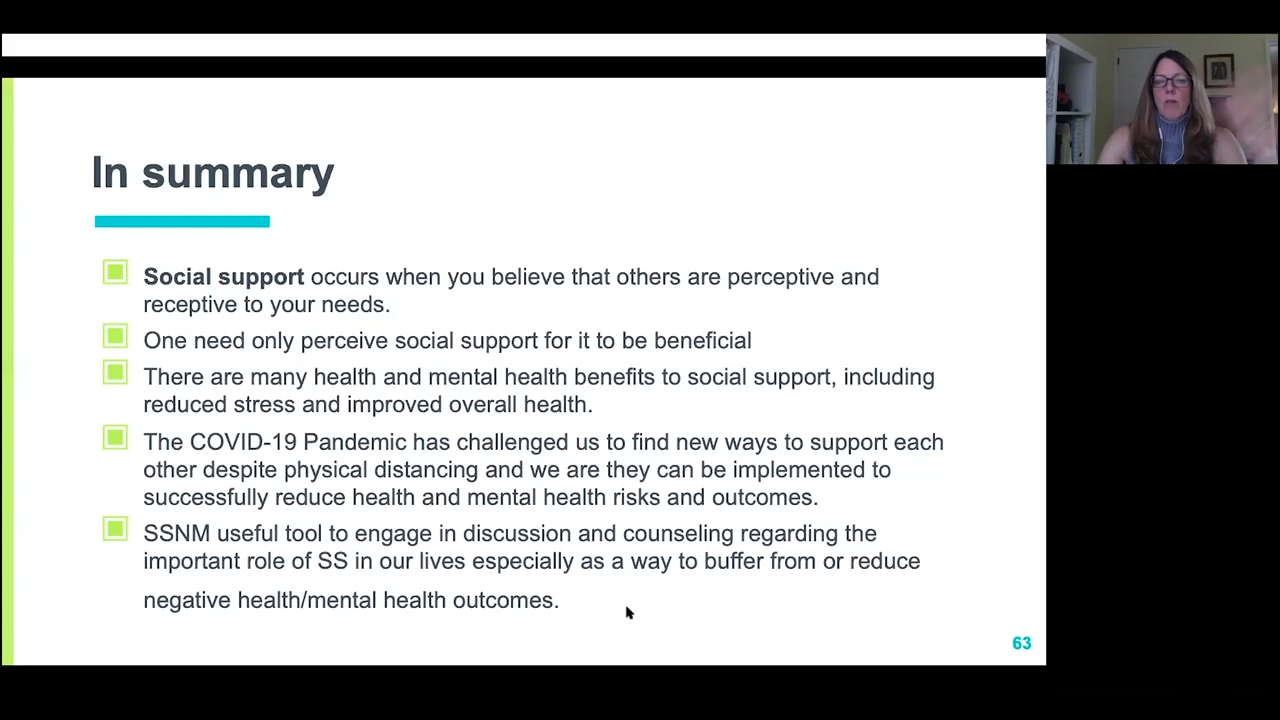 In summary
Social support occurs when you believe that others are perceptive and
receptive to your needs.
One need only perceive social support for it to be beneficial
There are many health and mental health benefits to social support, including
reduced stress and improved overall health.
The COVID-19 Pandemic has challenged us to find new ways to support each
other despite physical distancing and we are they can be implemented to
successfully reduce health and mental health risks and outcomes.
SSNM useful tool to engage in discussion and counseling regarding the
important role of SS in our lives especially as a way to buffer from or reduce
negative health/mental health outcomes.
63